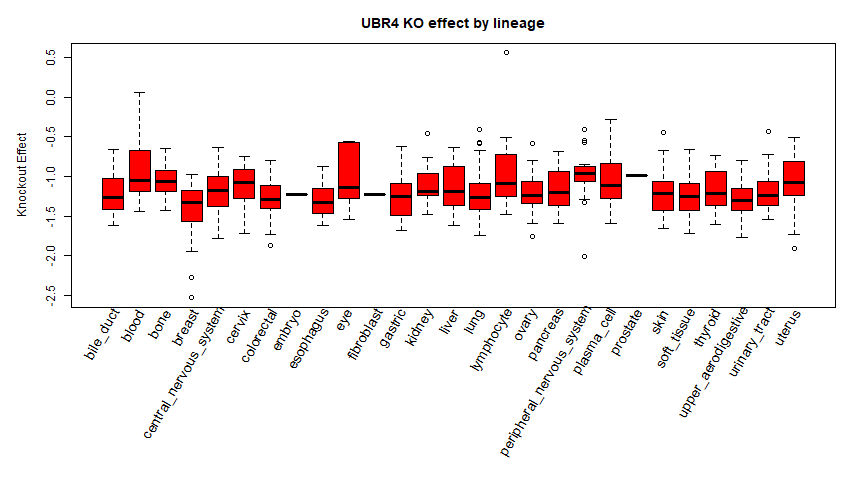 UBR4 KO effect by lineage
Knockout Effect
0.5
0.0
-0.5
-1.0
-1.5
-2.0
-2.5
bile_duct
blood
bone
breast
central_nervous_system
cervix
colorectal
embryo
esophagus
eye
fibroblast
gastric
kidney
liver
lung
lymphocyte
ovary
pancreas
peripheral_nervous_system
plasma_cell
prostate
skin
soft_tissue
thyroid
upper_aerodigestive
urinary_tract
uterus